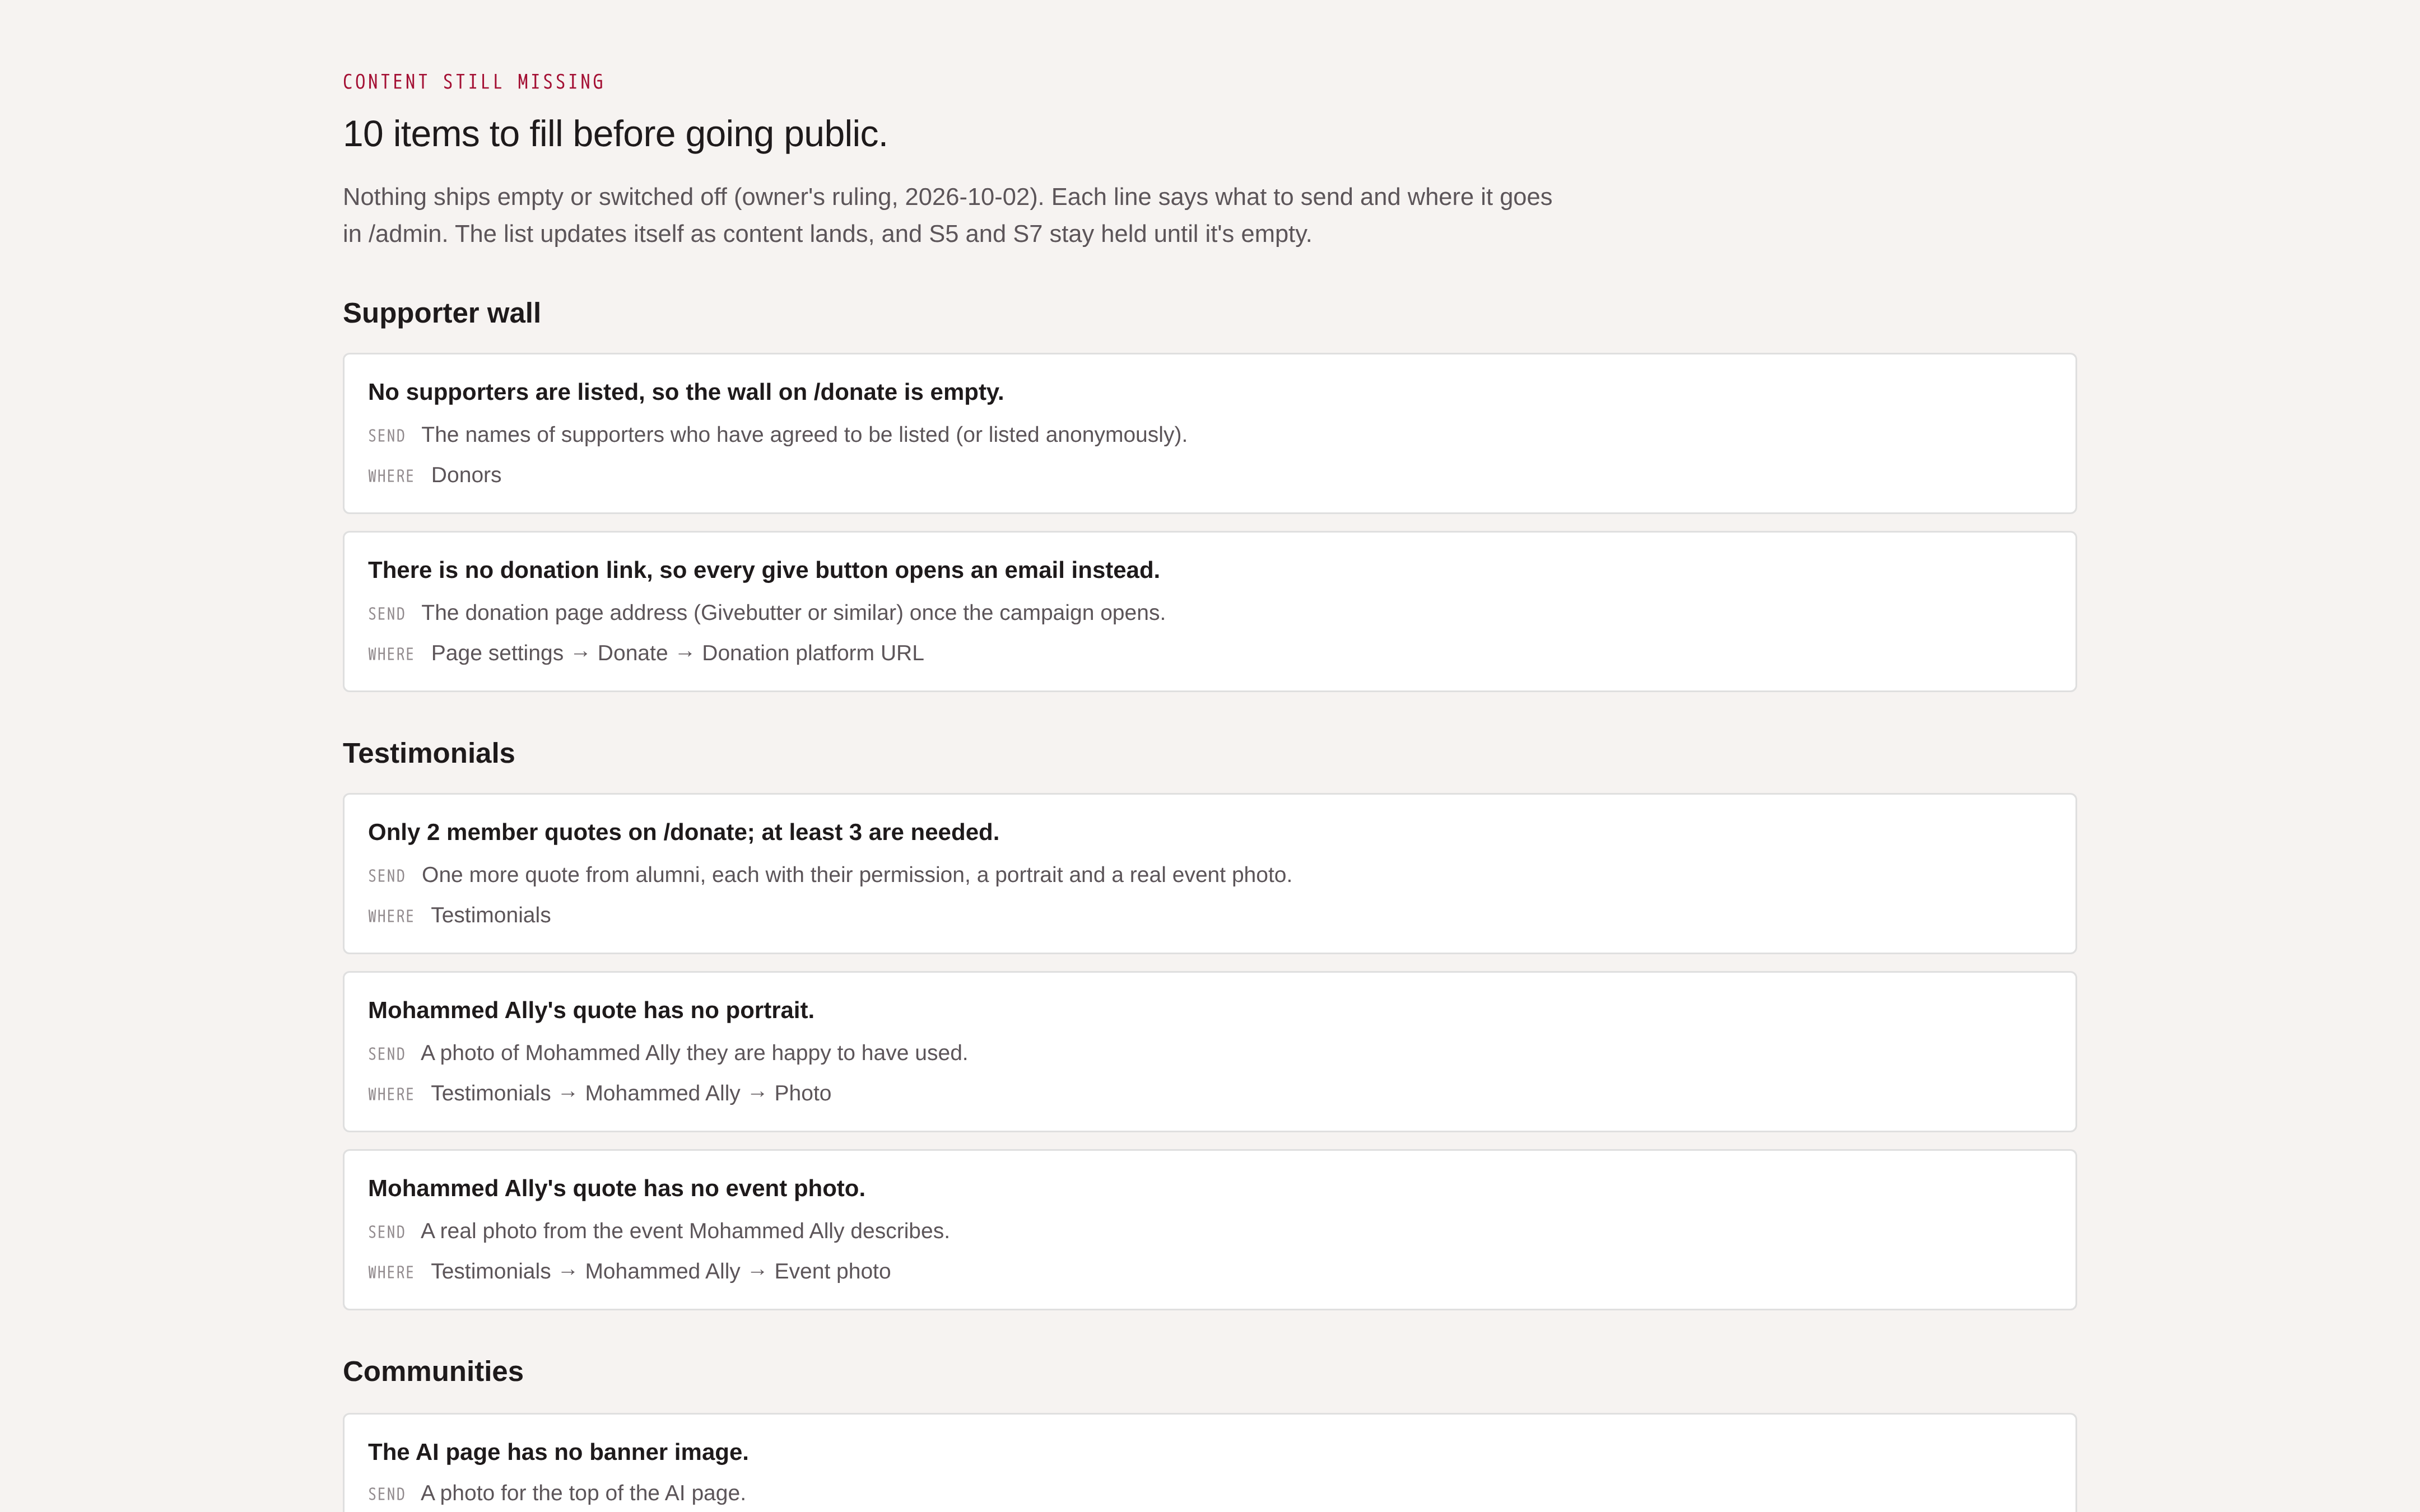 CONTENT STILL MISSING
10 items to fill before going public.
Nothing ships empty or switched off (owner's ruling, 2026-10-02). Each line says what to send and where it goes
in /admin. The list updates itself as content lands, and S5 and S7 stay held until it's empty.
Supporter wall
No supporters are listed, so the wall on /donate is empty.
SEND The names of supporters who have agreed to be listed (or listed anonymously).
WHERE Donors
There is no donation link, so every give button opens an email instead.
SEND The donation page address (Givebutter or similar) once the campaign opens.
WHERE Page settings → Donate → Donation platform URL
Testimonials
Only 2 member quotes on /donate; at least 3 are needed.
SEND One more quote from alumni, each with their permission, a portrait and a real event photo.
WHERE Testimonials
Mohammed Ally's quote has no portrait.
SEND A photo of Mohammed Ally they are happy to have used.
WHERE Testimonials → Mohammed Ally → Photo
Mohammed Ally's quote has no event photo.
SEND A real photo from the event Mohammed Ally describes.
WHERE Testimonials → Mohammed Ally → Event photo
Communities
The AI page has no banner image.
SEND A photo for the top of the AI page.